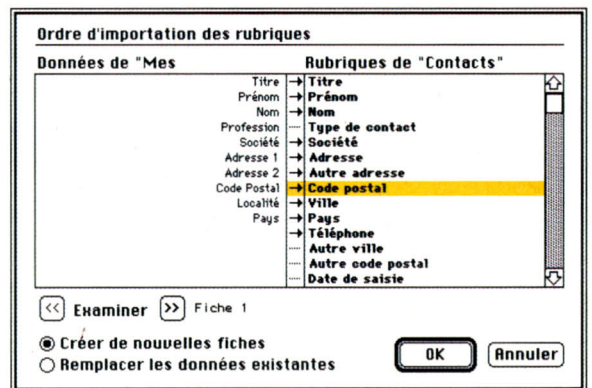 Ordre d'importation des rubriques
Données de "Mes Rubriques de "Contacts"
Titre → Titre
Prénom → Prénom
Nom → Nom
Profession ···· Type de contact
Société → Société
Adresse 1 → Adresse
Adresse 2 → Autre adresse
Code Postal → Code postal
Localité → Ville
Pays → Pays
→ Téléphone
···· Autre ville
···· Autre code postal
···· Date de saisie
<< Examiner >> Fiche 1
Créer de nouvelles fiches
Remplacer les données existantes
OK Annuler